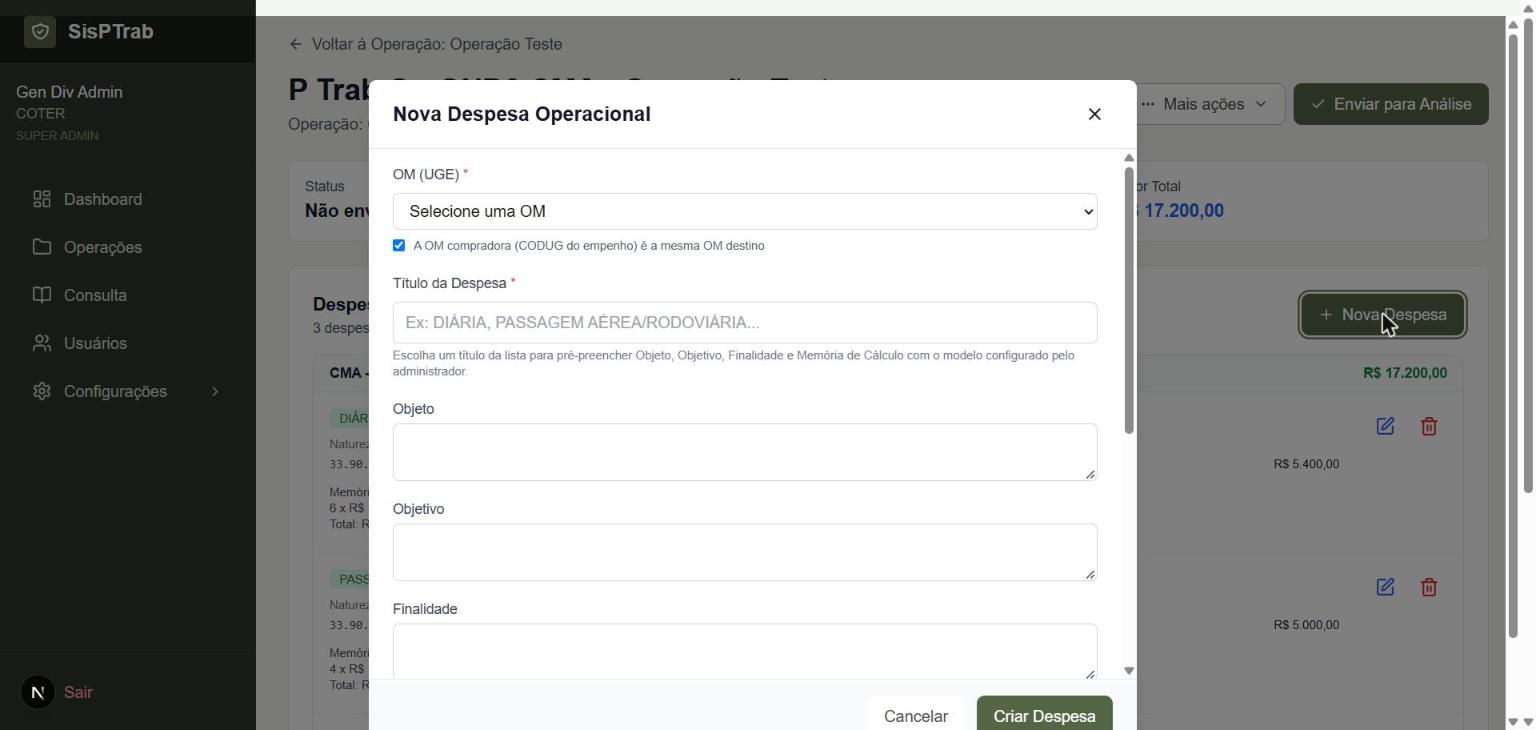 SisPTrab
Gen Div Admin
COTER
SUPER ADMIN
Dashboard
Operações
Consulta
Usuários
Configurações
N
Sair
Voltar à Operação: Operação Teste
P Trab
Operação:
Mais ações
Enviar para Análise
Status
Não env
or Total
17.200,00
Despes
3 despes
Nova Despesa
CMA -
R$ 17.200,00
DIÁR
Naturez
33.90.
R$ 5.400,00
Memóri
6 x R$
Total: R
PASS
Naturez
33.90.
R$ 5.000,00
Memóri
4 x R$
Total: R
Nova Despesa Operacional
OM (UGE) *
Selecione uma OM
A OM compradora (CODUG do empenho) é a mesma OM destino
Título da Despesa *
Ex: DIÁRIA, PASSAGEM AÉREA/RODOVIÁRIA...
Escolha um título da lista para pré-preencher Objeto, Objetivo, Finalidade e Memória de Cálculo com o modelo configurado pelo
administrador.
Objeto
Objetivo
Finalidade
Cancelar
Criar Despesa